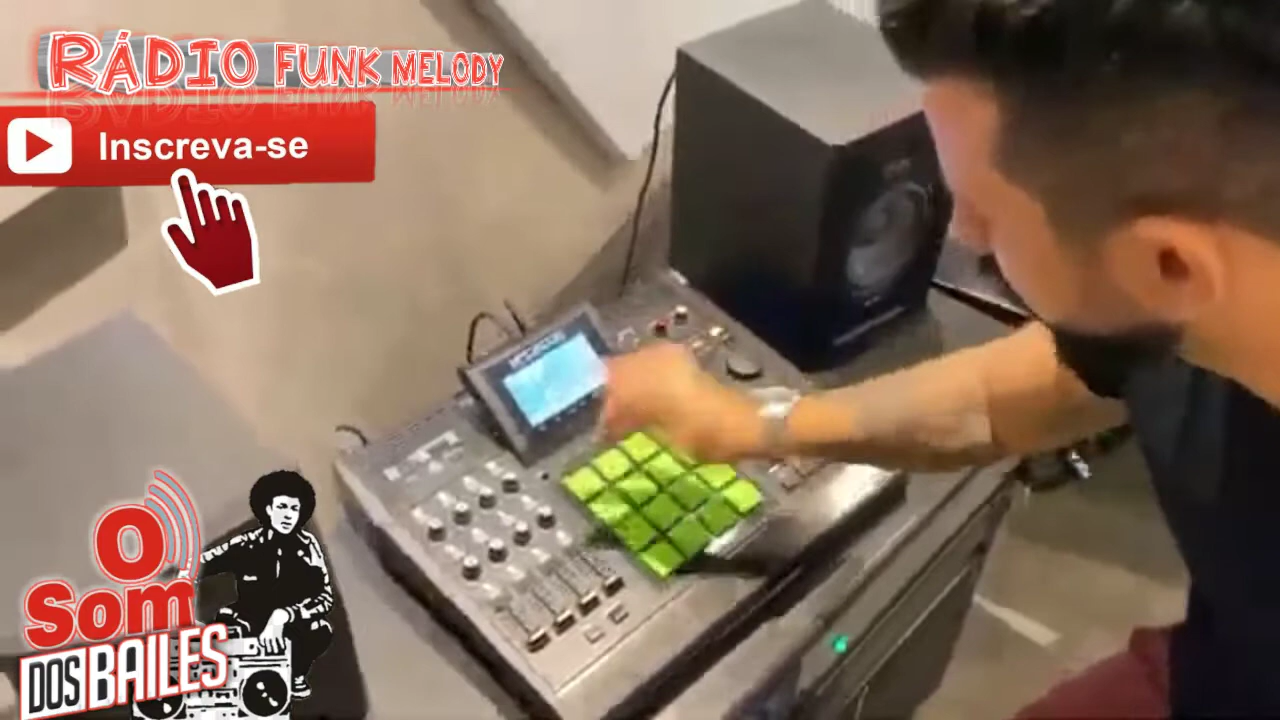 RÁDIO FUNK MELODY
Inscreva-se
O
Som
DOS BAILES